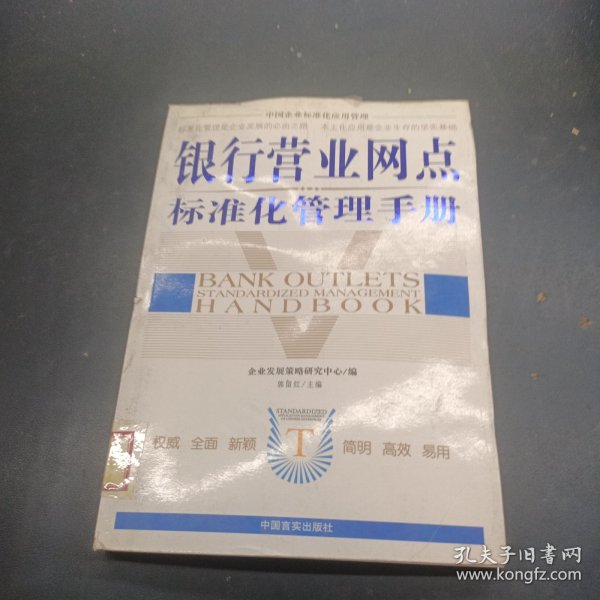 中国企业标准化应用管理
标准化管理是企业发展的必由之路 本土化应用是企业生存的坚实基础
银行营业网点
标准化管理手册
BANK OUTLETS
STANDARDIZED MANAGEMENT
HANDBOOK
企业发展策略研究中心/编
陈留红/主编
STANDARDIZED
T
权威 全面 新颖 简明 高效 易用
中国言实出版社
孔夫子旧书网
www.kongfz.com